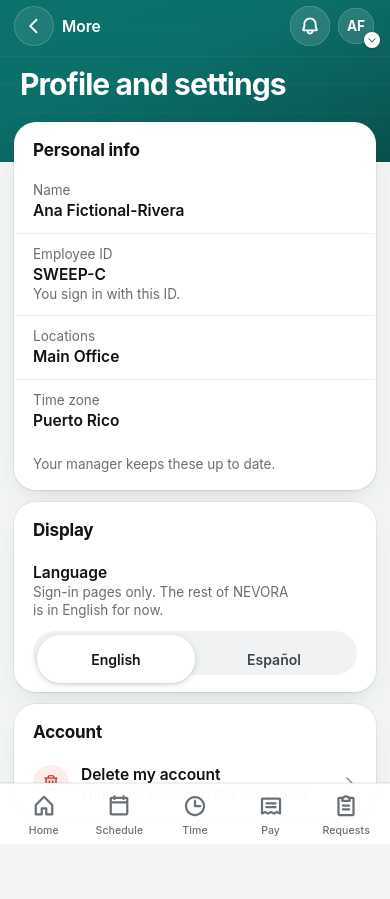 More
AF
Profile and settings
Personal info
Name
Ana Fictional-Rivera
Employee ID
SWEEP-C
You sign in with this ID.
Locations
Main Office
Time zone
Puerto Rico
Your manager keeps these up to date.
Display
Language
Sign-in pages only. The rest of NEVORA
is in English for now.
English
Español
Account
Delete my account
Home
Schedule
Time
Pay
Requests